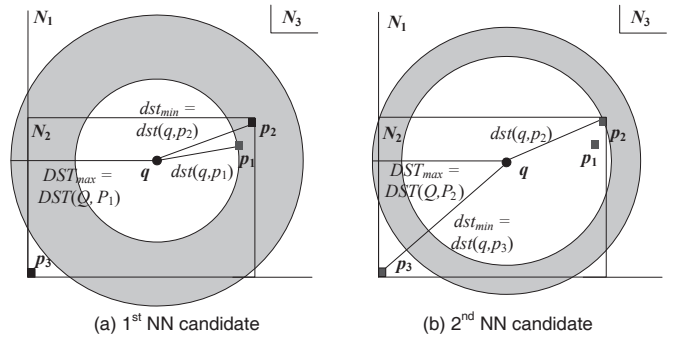 N1
N3
dstmin =
dst(q,p2)
N2
p2
p1
q
dst(q,p1)
DSTmax =
DST(Q,P1)
p3
(a) 1st NN candidate
N1
N3
N2
dst(q,p2)
p2
p1
q
DSTmax =
DST(Q,P2)
dstmin =
dst(q,p3)
p3
(b) 2nd NN candidate